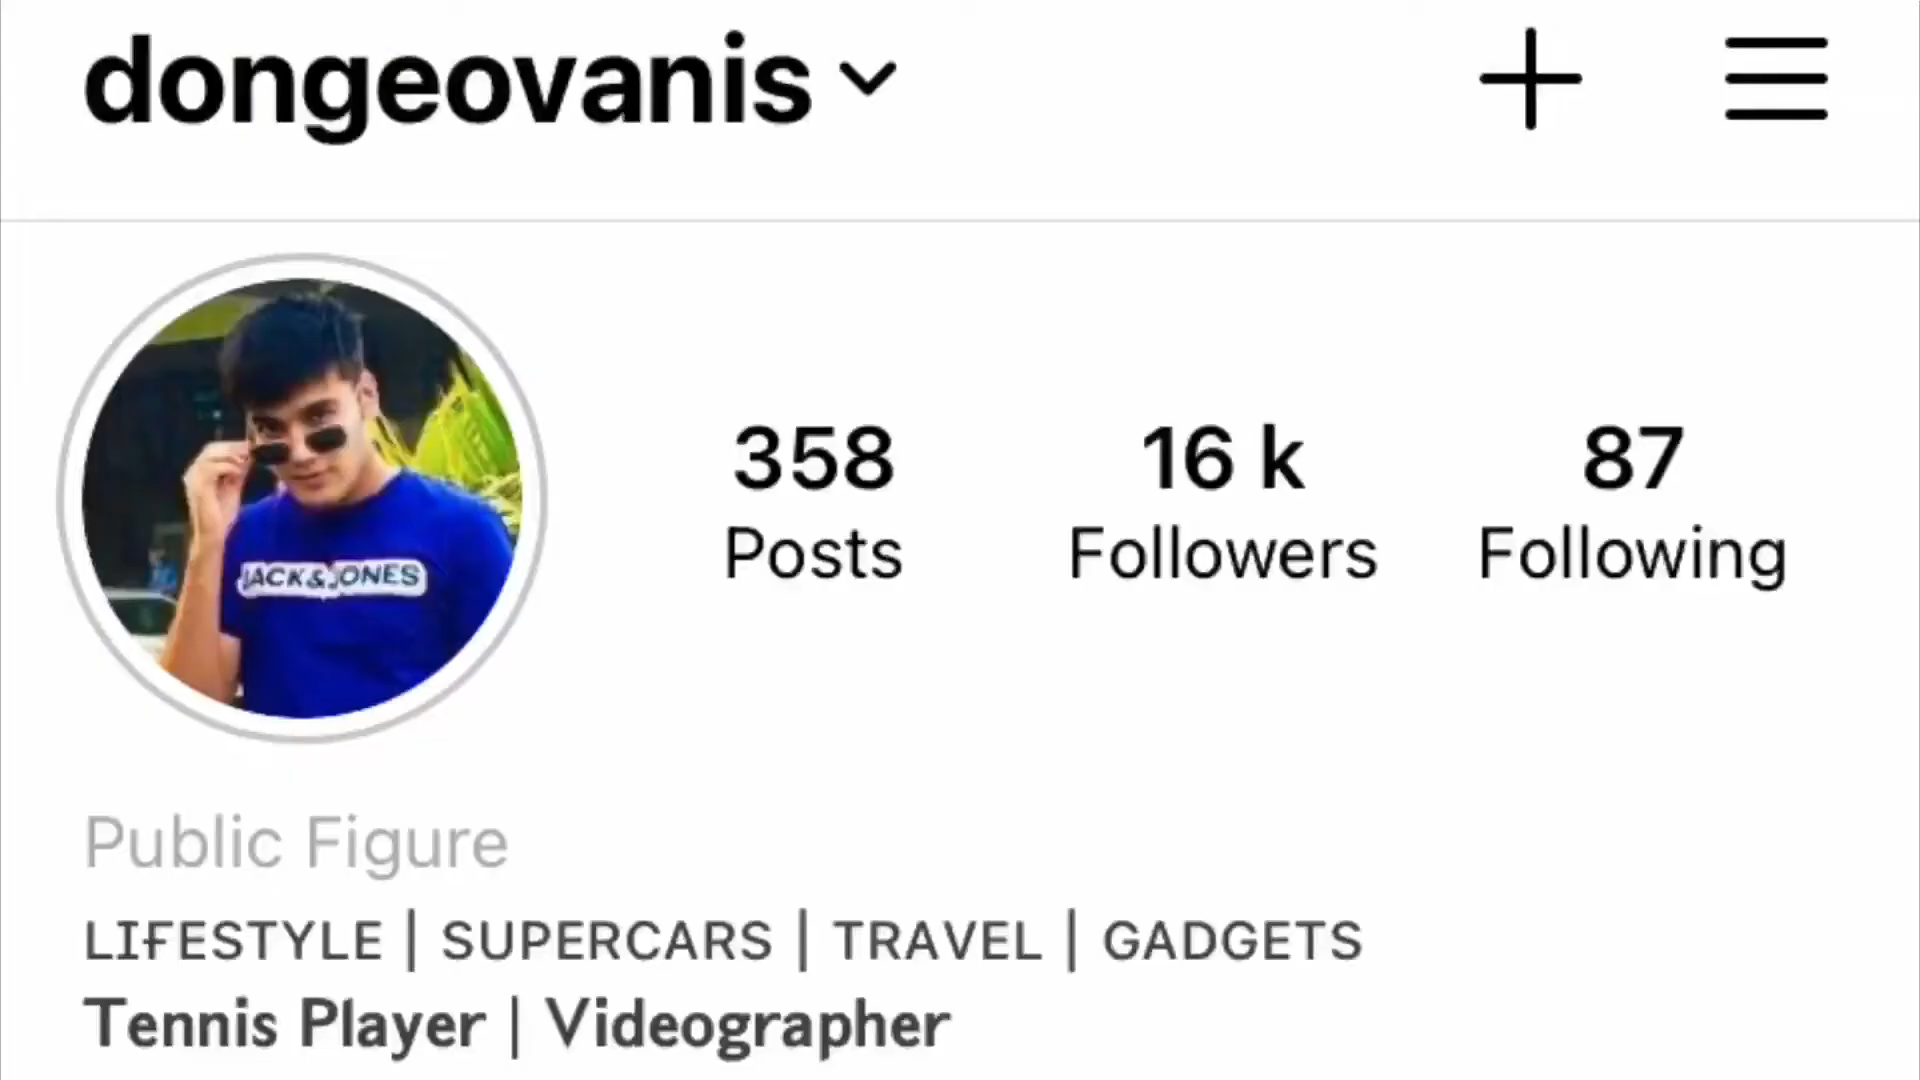 dongeovanis
JACK&JONES
358
Posts
16 k
Followers
87
Following
Public Figure
LIFESTYLE | SUPERCARS | TRAVEL | GADGETS
Tennis Player | Videographer